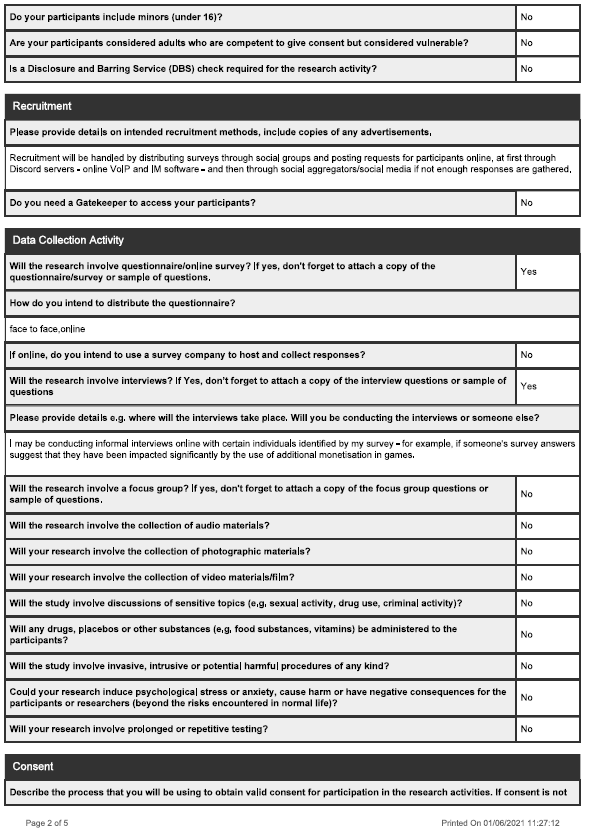 Do your participants include minors (under 16)? No
Are your participants considered adults who are competent to give consent but considered vulnerable? No
Is a Disclosure and Barring Service (DBS) check required for the research activity? No
Recruitment
Please provide details on intended recruitment methods, include copies of any advertisements.
Recruitment will be handled by distributing surveys through social groups and posting requests for participants online, at first through
Discord servers - online VoIP and IM software - and then through social aggregators/social media if not enough responses are gathered.
Do you need a Gatekeeper to access your participants? No
Data Collection Activity
Will the research involve questionnaire/online survey? If yes, don't forget to attach a copy of the
questionnaire/survey or sample of questions. Yes
How do you intend to distribute the questionnaire?
face to face,online
If online, do you intend to use a survey company to host and collect responses? No
Will the research involve interviews? If Yes, don't forget to attach a copy of the interview questions or sample of
questions Yes
Please provide details e.g. where will the interviews take place. Will you be conducting the interviews or someone else?
I may be conducting informal interviews online with certain individuals identified by my survey - for example, if someone's survey answers
suggest that they have been impacted significantly by the use of additional monetisation in games.
Will the research involve a focus group? If yes, don't forget to attach a copy of the focus group questions or
sample of questions. No
Will the research involve the collection of audio materials? No
Will your research involve the collection of photographic materials? No
Will your research involve the collection of video materials/film? No
Will the study involve discussions of sensitive topics (e.g. sexual activity, drug use, criminal activity)? No
Will any drugs, placebos or other substances (e.g. food substances, vitamins) be administered to the
participants? No
Will the study involve invasive, intrusive or potential harmful procedures of any kind? No
Could your research induce psychological stress or anxiety, cause harm or have negative consequences for the
participants or researchers (beyond the risks encountered in normal life)? No
Will your research involve prolonged or repetitive testing? No
Consent
Describe the process that you will be using to obtain valid consent for participation in the research activities. If consent is not
Page 2 of 5 Printed On 01/06/2021 11:27:12